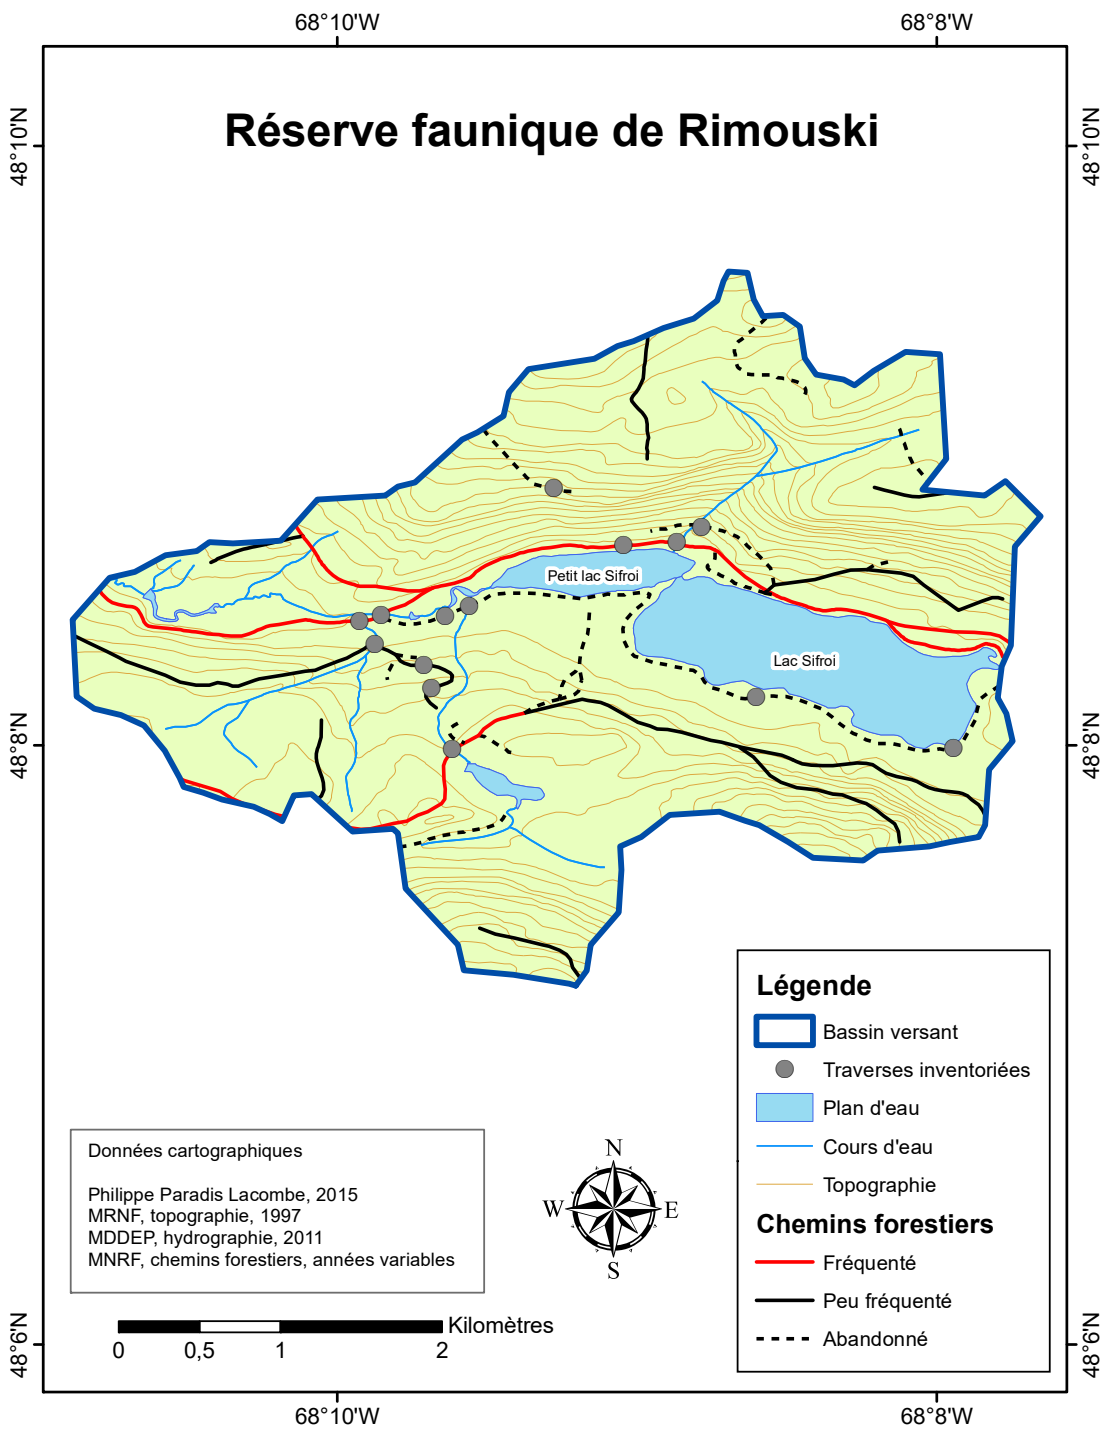 68°10'W 68°8'W
48°10'N 48°10'N
Réserve faunique de Rimouski
Petit lac Sifroi
Lac Sifroi
48°8'N 48°8'N
Légende
Bassin versant
Traverses inventoriées
Plan d'eau
Cours d'eau
Topographie
Chemins forestiers
Fréquenté
Peu fréquenté
Abandonné
Données cartographiques
Philippe Paradis Lacombe, 2015
MRNF, topographie, 1997
MDDEP, hydrographie, 2011
MNRF, chemins forestiers, années variables
N
W E
S
Kilomètres
0 0,5 1 2
48°6'N 48°6'N
68°10'W 68°8'W